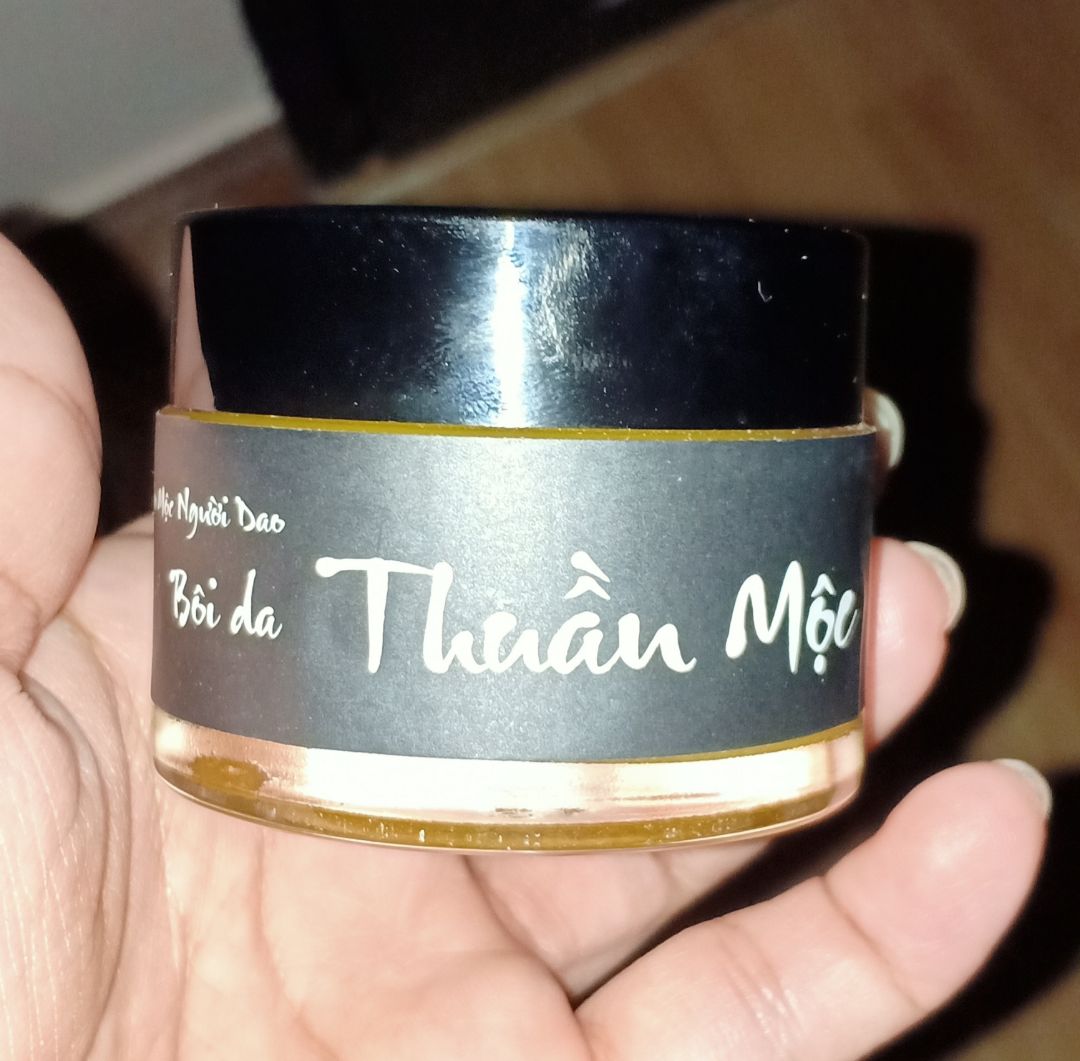 Mộc Người Dao
Bôi da
Thuần Mộc